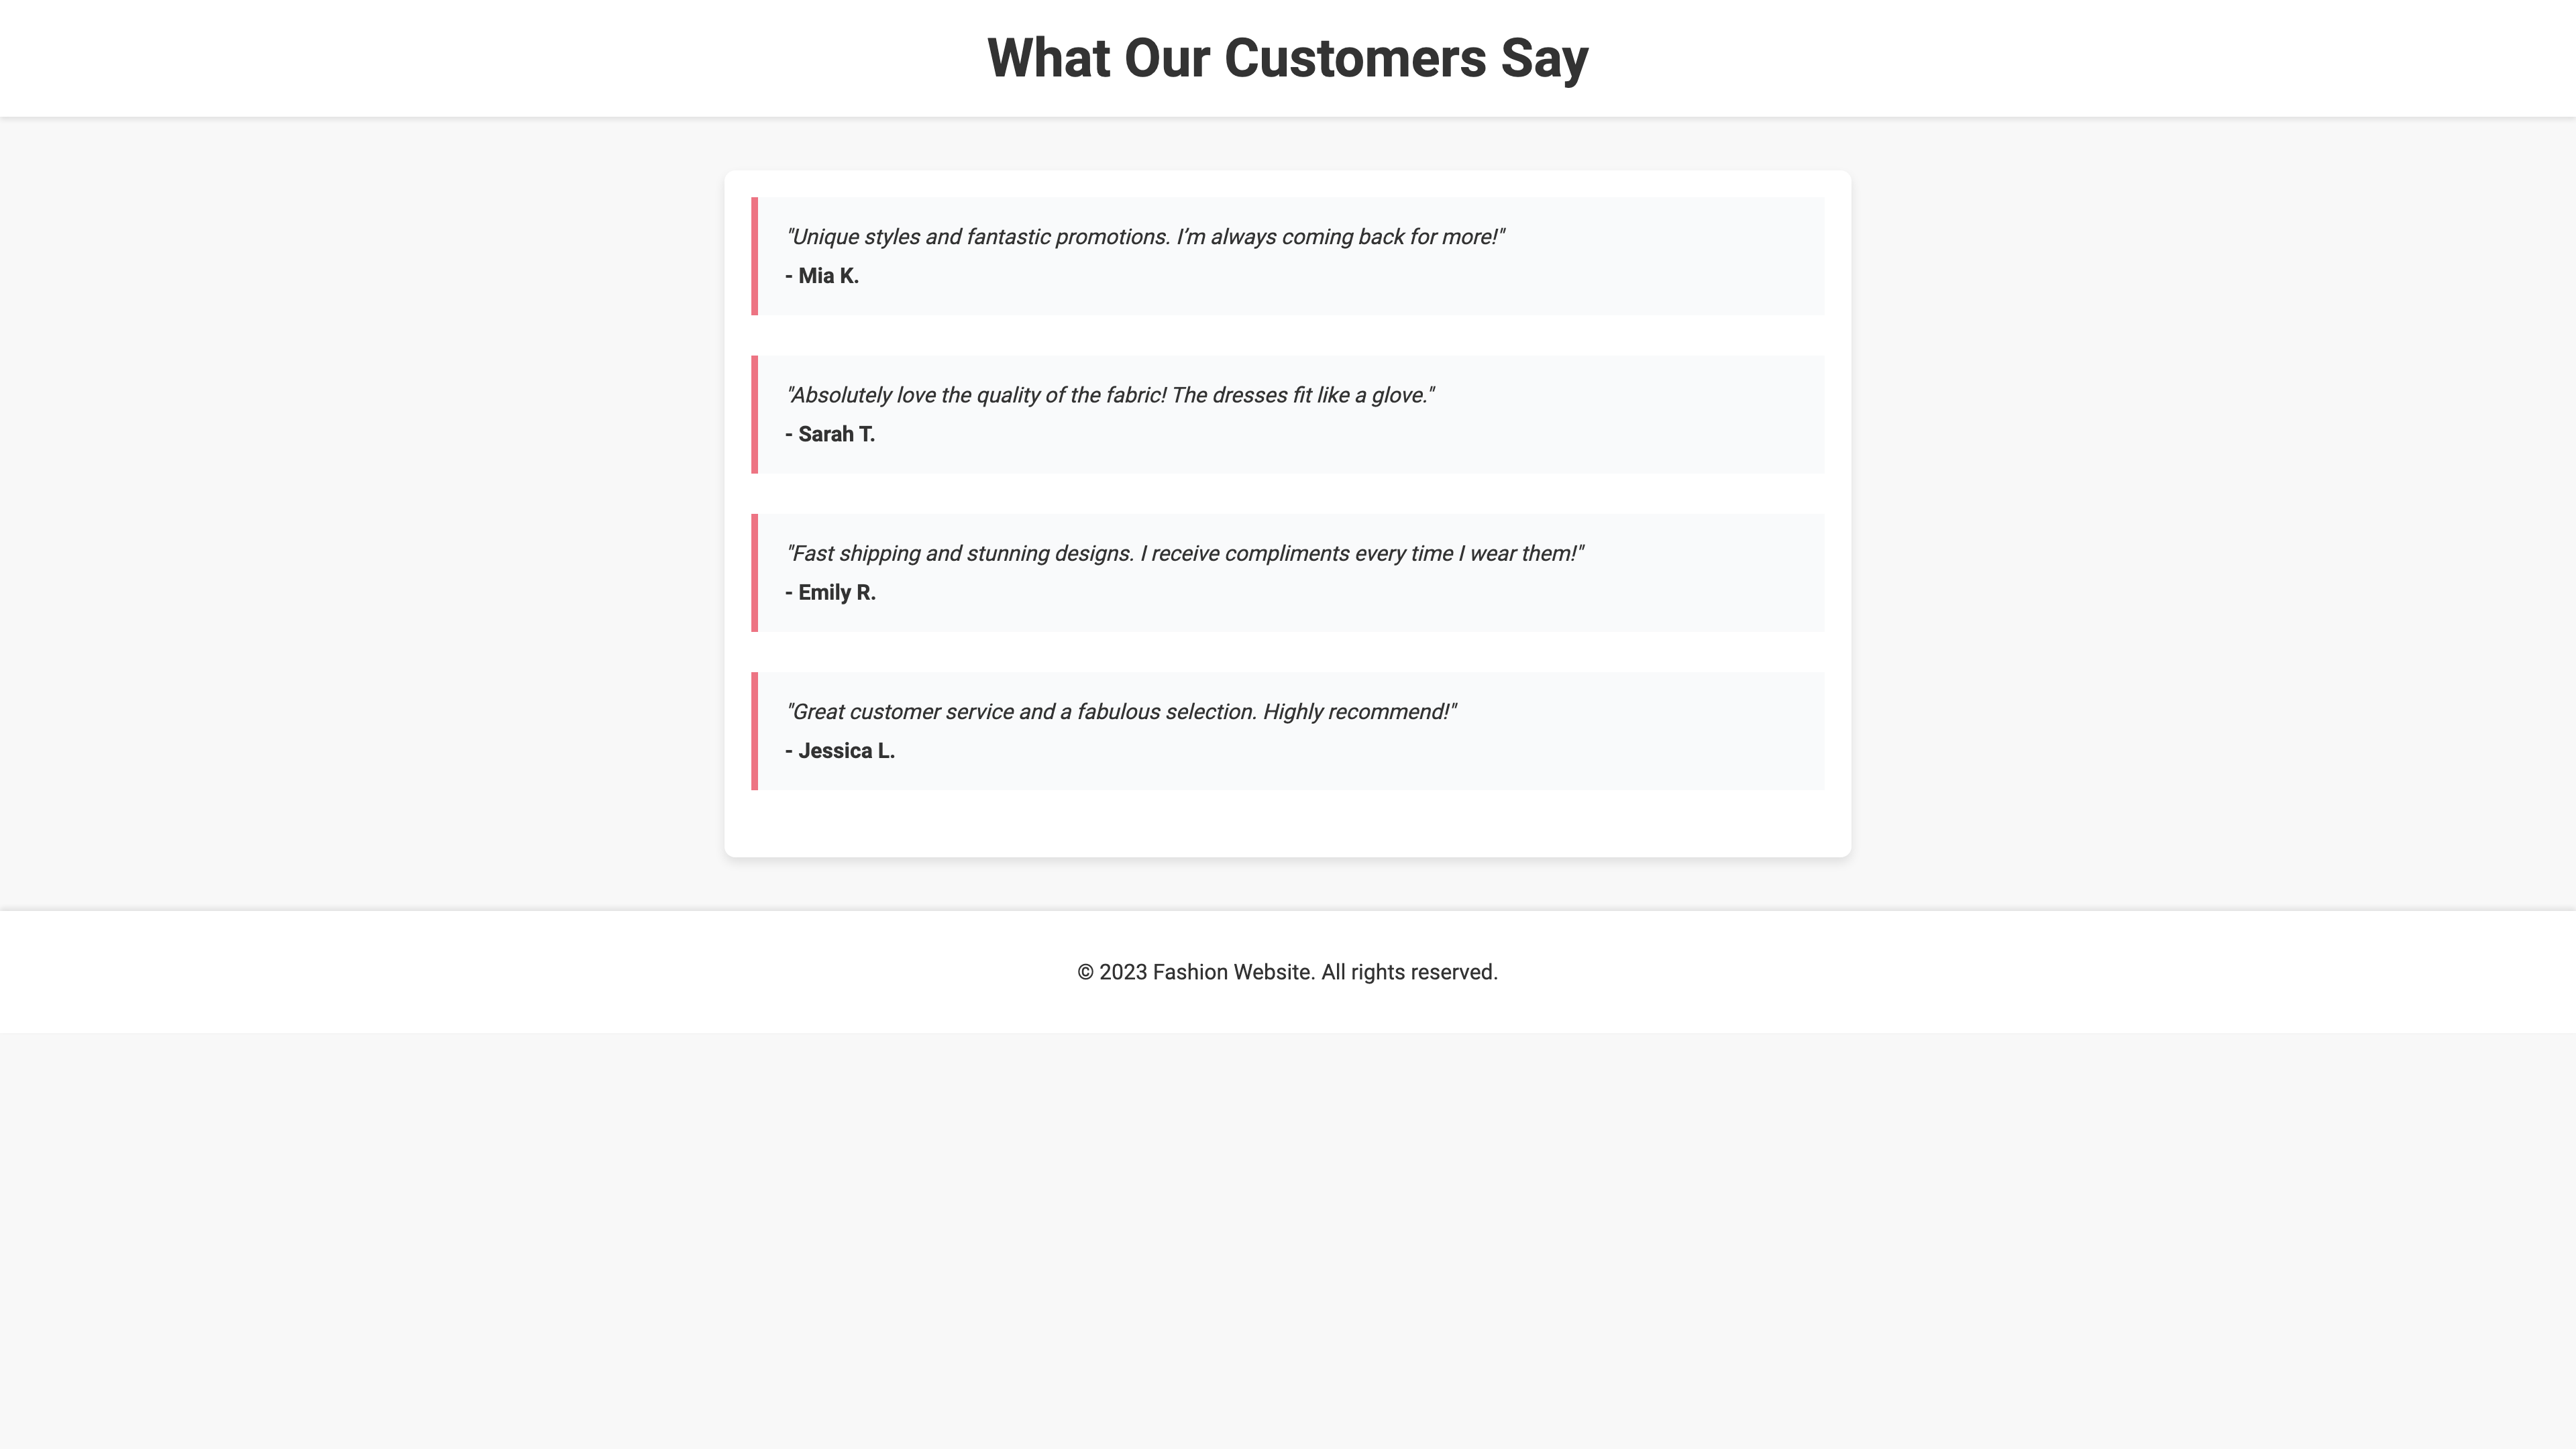 What Our Customers Say
"Unique styles and fantastic promotions. I’m always coming back for more!"
- Mia K.
"Absolutely love the quality of the fabric! The dresses fit like a glove."
- Sarah T.
"Fast shipping and stunning designs. I receive compliments every time I wear them!"
- Emily R.
"Great customer service and a fabulous selection. Highly recommend!"
- Jessica L.
© 2023 Fashion Website. All rights reserved.